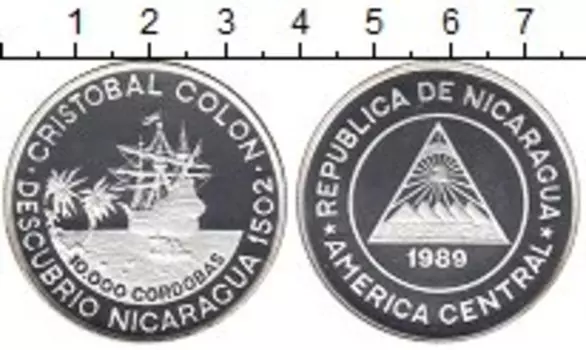 1 2 3 4 5 6 7
· CRISTOBAL COLON ·
DESCUBRIO NICARAGUA 1502
10.000 CORDOBAS
REPUBLICA DE NICARAGUA
★ AMERICA CENTRAL ★
1989